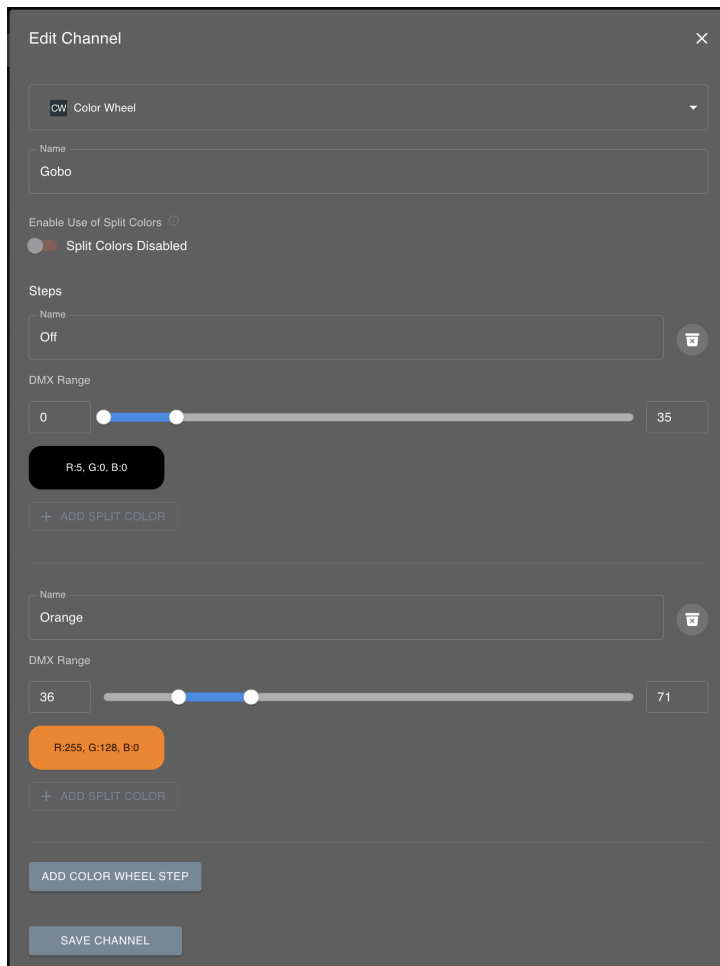 Edit Channel
CW Color Wheel
Name
Gobo
Enable Use of Split Colors
Split Colors Disabled
Steps
Name
Off
DMX Range
0 35
R:5, G:0, B:0
+ ADD SPLIT COLOR
Name
Orange
DMX Range
36 71
R:255, G:128, B:0
+ ADD SPLIT COLOR
ADD COLOR WHEEL STEP
SAVE CHANNEL